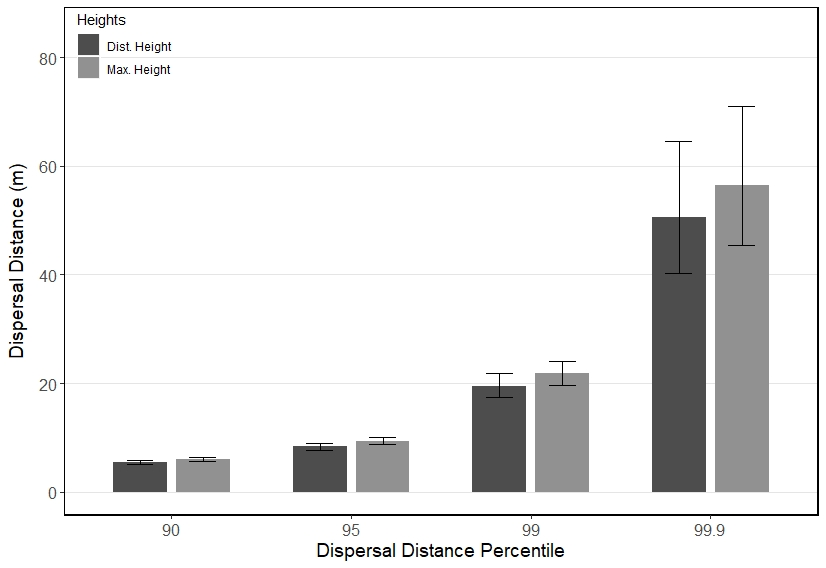 Heights
Dist. Height
Max. Height
80
60
40
20
0
Dispersal Distance (m)
90 95 99 99.9
Dispersal Distance Percentile